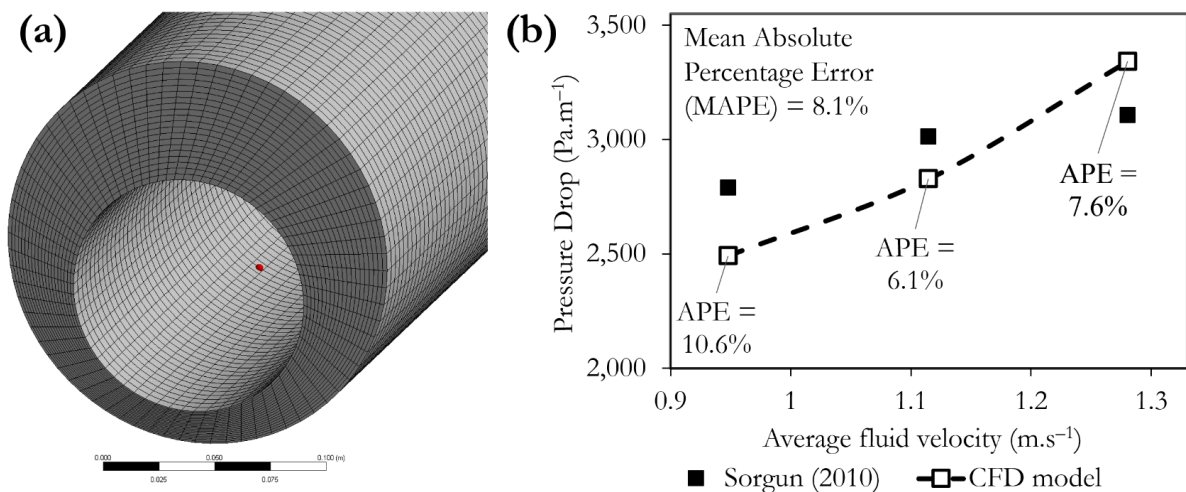 (a)
0.000
0.050
0.100 (m)
0.025
0.075
(b)
Pressure Drop (Pa.m⁻¹)
3,500
3,000
2,500
2,000
Mean Absolute
Percentage Error
(MAPE) = 8.1%
APE =
10.6%
APE =
6.1%
APE =
7.6%
0.9
1
1.1
1.2
1.3
Average fluid velocity (m.s⁻¹)
Sorgun (2010)
CFD model